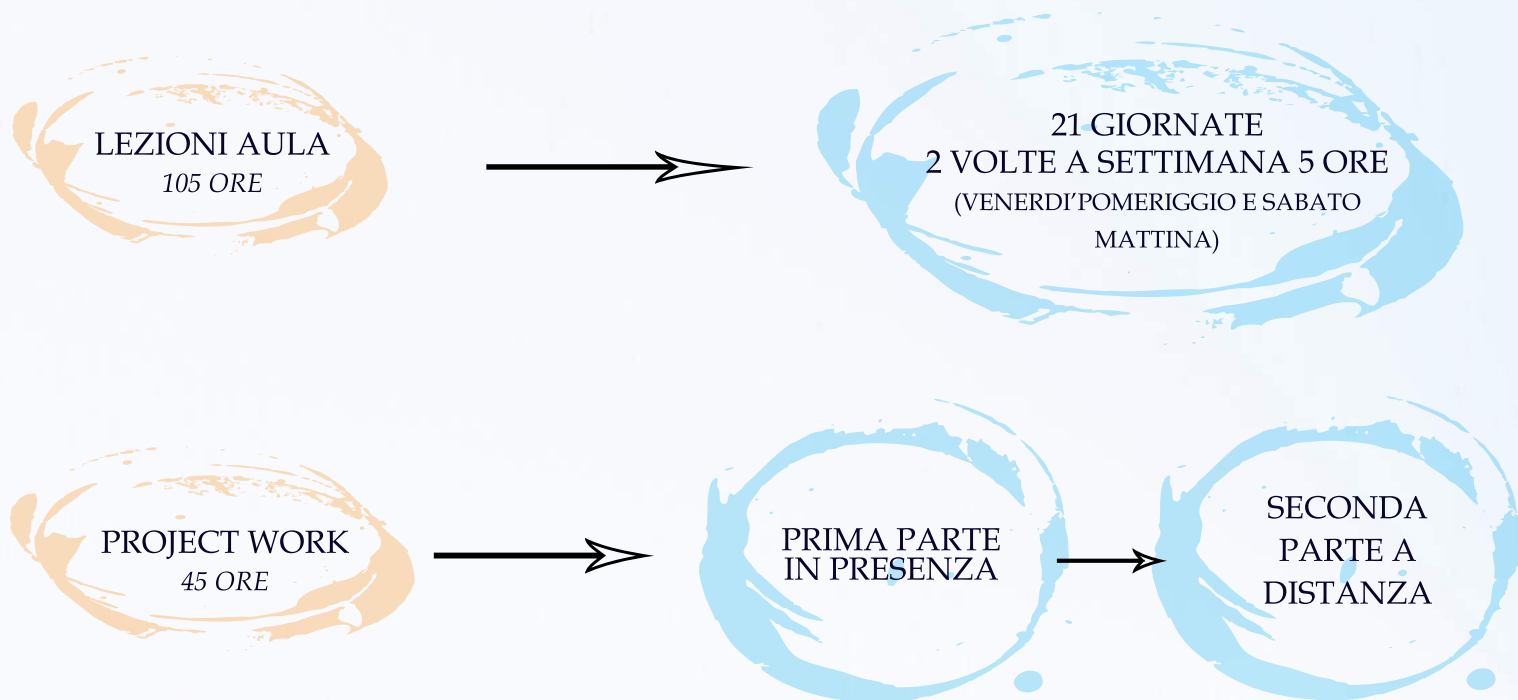 LEZIONI AULA
105 ORE
21 GIORNATE
2 VOLTE A SETTIMANA 5 ORE
(VENERDI’POMERIGGIO E SABATO
MATTINA)
PROJECT WORK
45 ORE
PRIMA PARTE
IN PRESENZA
SECONDA
PARTE A
DISTANZA